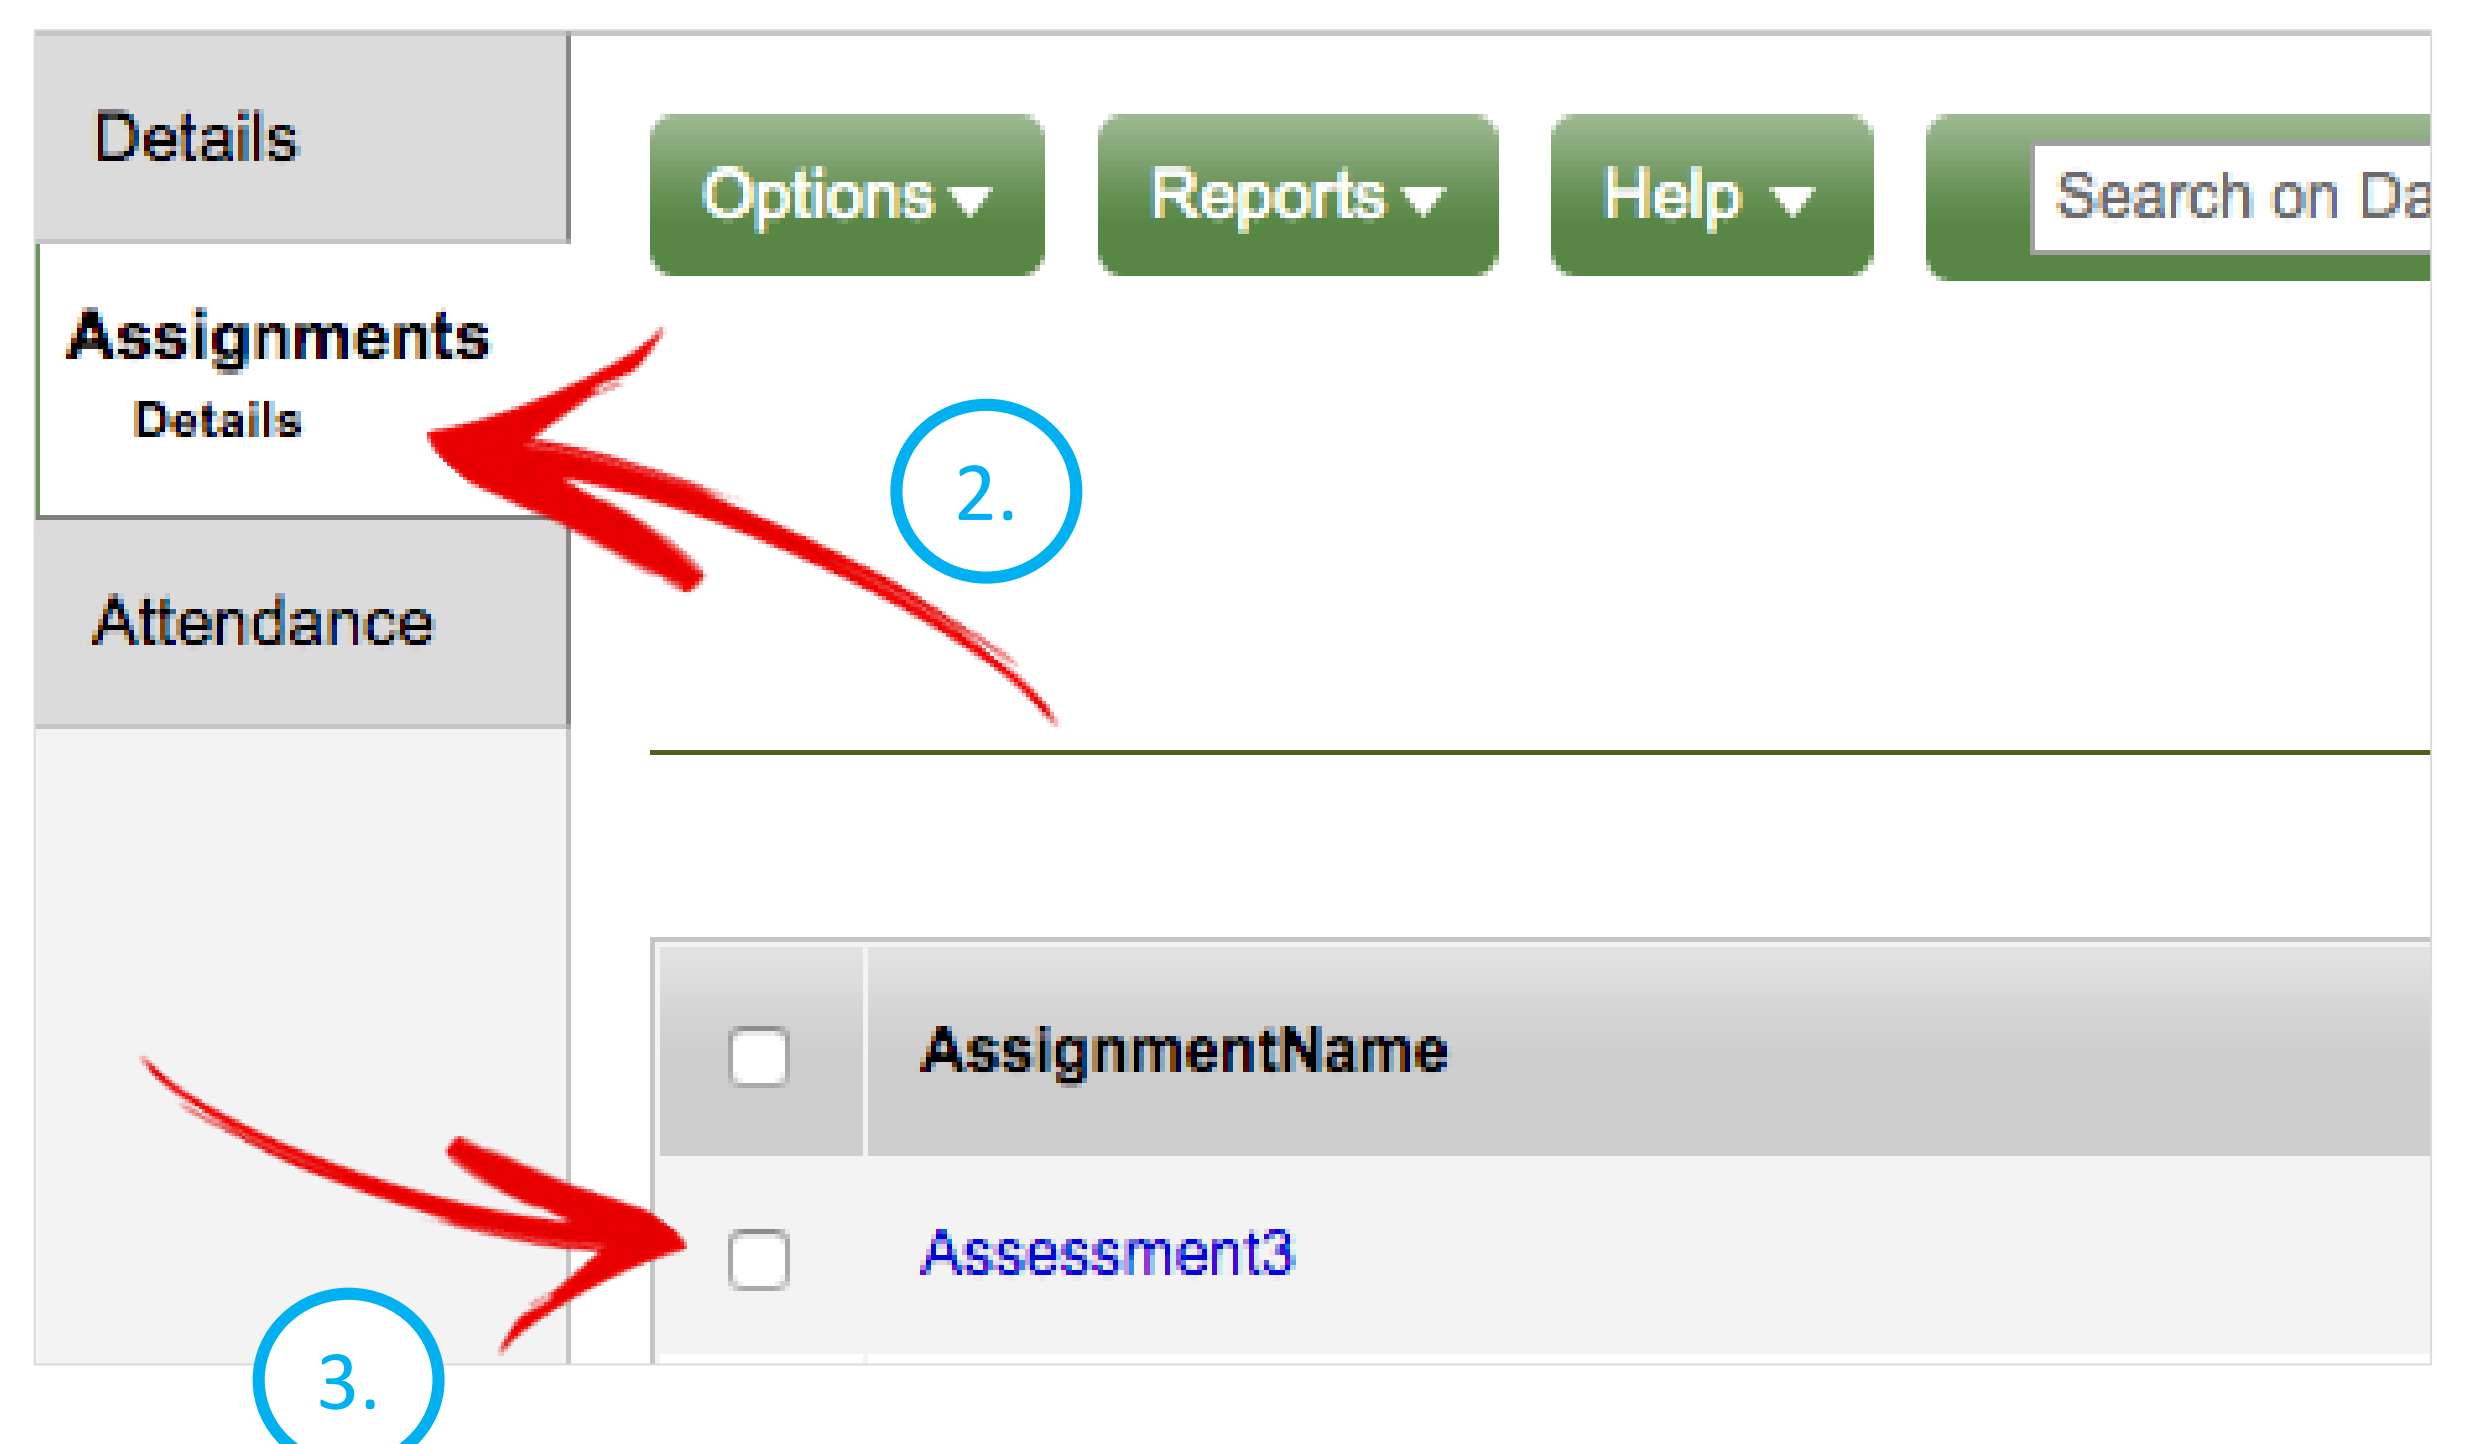 Details
Options Reports Help Search on Da
Assignments
Details
2.
Attendance
AssignmentName
Assessment3
3.